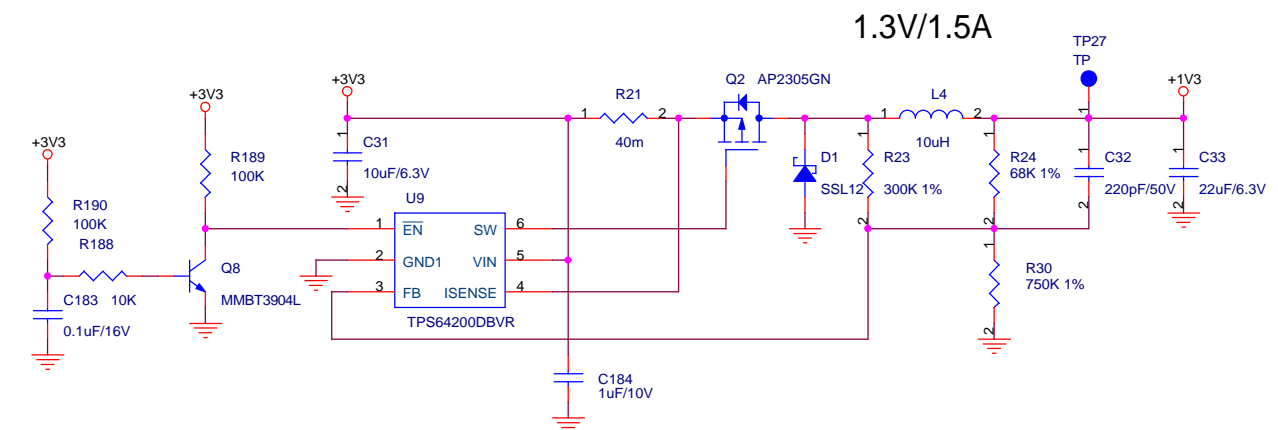 1.3V/1.5A
TP27
TP
+3V3
+3V3
+3V3
+1V3
Q2 AP2305GN
R21
1 2
40m
L4
1 2
10uH
R189
100K
1
C31
10uF/6.3V
2
D1
SSL12
1
R23
300K 1%
2
1
R24
68K 1%
2
1
1
C32
220pF/50V
2
1
C33
22uF/6.3V
2
R190
100K
R188
10K
Q8
MMBT3904L
C183
0.1uF/16V
U9
1 EN SW 6
2 GND1 VIN 5
3 FB ISENSE 4
TPS64200DBVR
1
R30
750K 1%
2
C184
1uF/10V